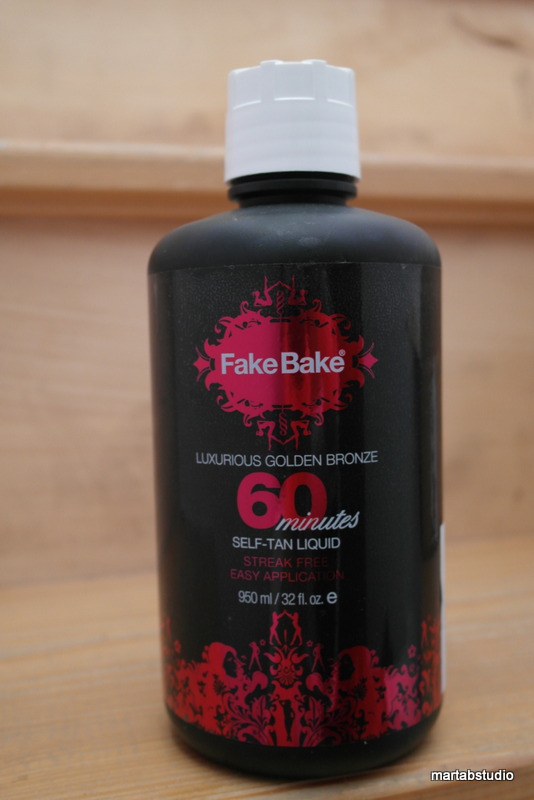 FakeBake®
LUXURIOUS GOLDEN BRONZE
60
minutes
SELF-TAN LIQUID
STREAK FREE
EASY APPLICATION
950 ml / 32 fl. oz. ℮
martabstudio